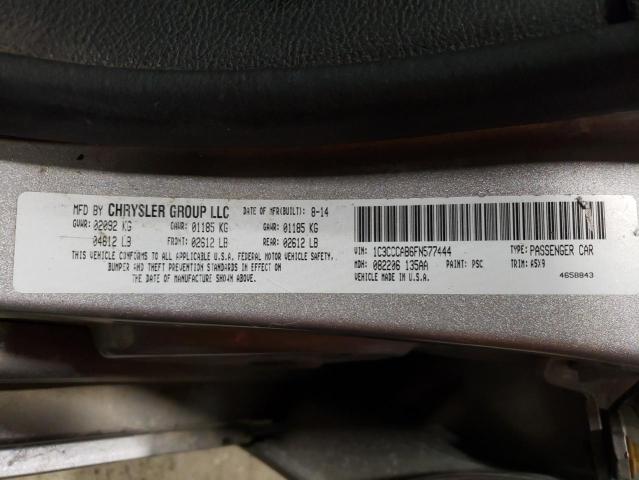 MFD BY CHRYSLER GROUP LLC DATE OF MFR(BUILT): 8-14
GVWR: 02092 KG GAWR: 01185 KG GAWR: 01185 KG
04612 LB FRONT: 02612 LB REAR: 02612 LB
THIS VEHICLE CONFORMS TO ALL APPLICABLE U.S.A. FEDERAL MOTOR VEHICLE SAFETY,
BUMPER AND THEFT PREVENTION STANDARDS IN EFFECT ON
THE DATE OF MANUFACTURE SHOWN ABOVE.
VIN: 1C3CCCAB6FN577444 TYPE: PASSENGER CAR
MDH: 082206 135AA PAINT: PSC TRIM: A5X9
VEHICLE MADE IN U.S.A. 4658843